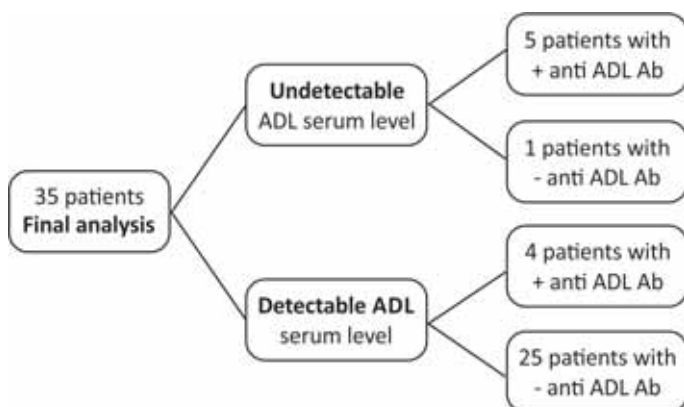 35 patients
Final analysis
Undetectable
ADL serum level
5 patients with
+ anti ADL Ab
1 patients with
- anti ADL Ab
Detectable ADL
serum level
4 patients with
+ anti ADL Ab
25 patients with
- anti ADL Ab